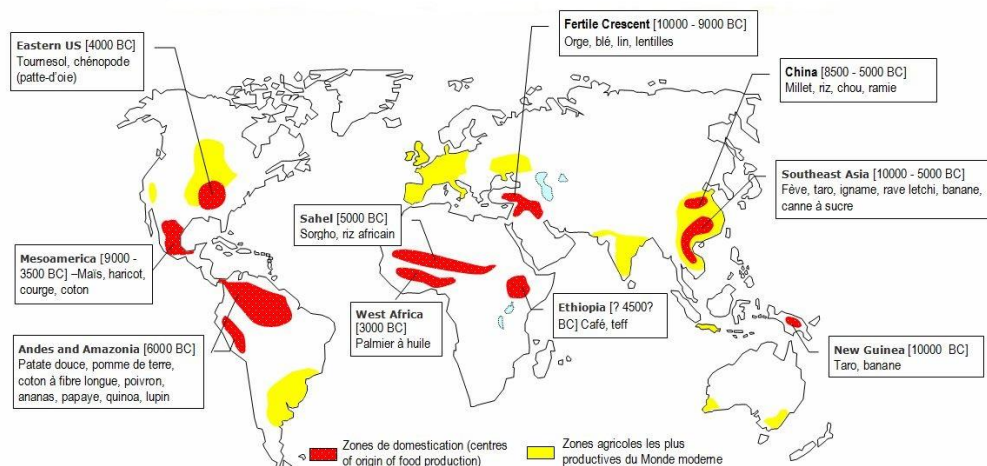 Eastern US [4000 BC]
Tournesol, chénopode
(patte-d'oie)
Fertile Crescent [10000 - 9000 BC]
Orge, blé, lin, lentilles
China [8500 - 5000 BC]
Millet, riz, chou, ramie
Southeast Asia [10000 - 5000 BC]
Fève, taro, igname, rave letchi, banane,
canne à sucre
Sahel [5000 BC]
Sorgho, riz africain
Mesoamerica [9000 -
3500 BC] –Maïs, haricot,
courge, coton
West Africa
[3000 BC]
Palmier à huile
Ethiopia [? 4500?
BC] Café, teff
Andes and Amazonia [6000 BC]
Patate douce, pomme de terre,
coton à fibre longue, poivron,
ananas, papaye, quinoa, lupin
New Guinea [10000 BC]
Taro, banane
Zones de domestication (centres
of origin of food production)
Zones agricoles les plus
productives du Monde moderne